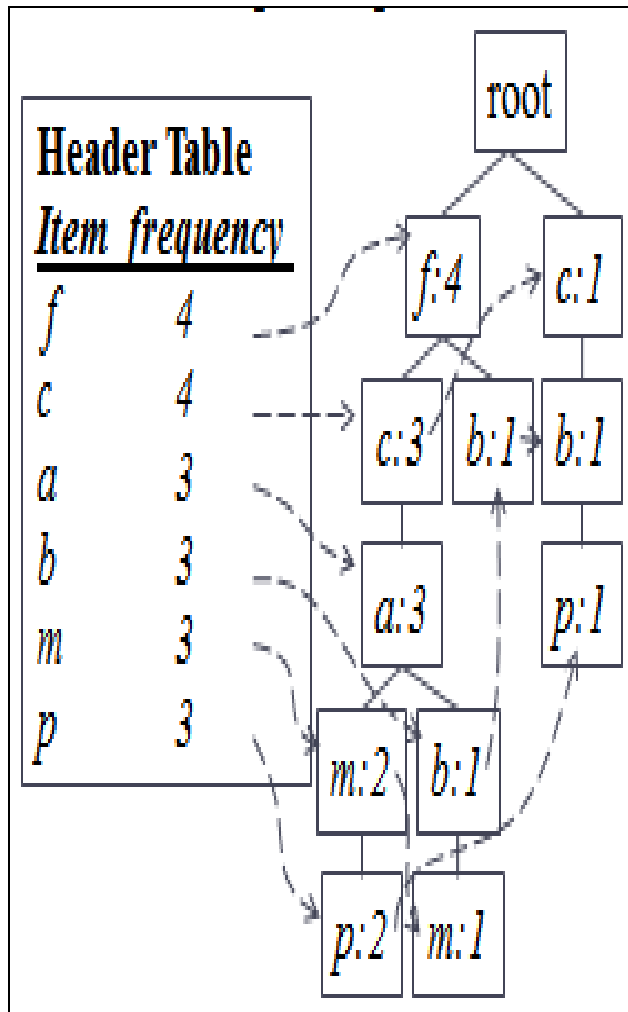 root
Header Table
Item frequency
f 4
c 4
a 3
b 3
m 3
p 3
f:4
c:1
c:3
b:1
b:1
a:3
p:1
m:2
b:1
p:2
m:1